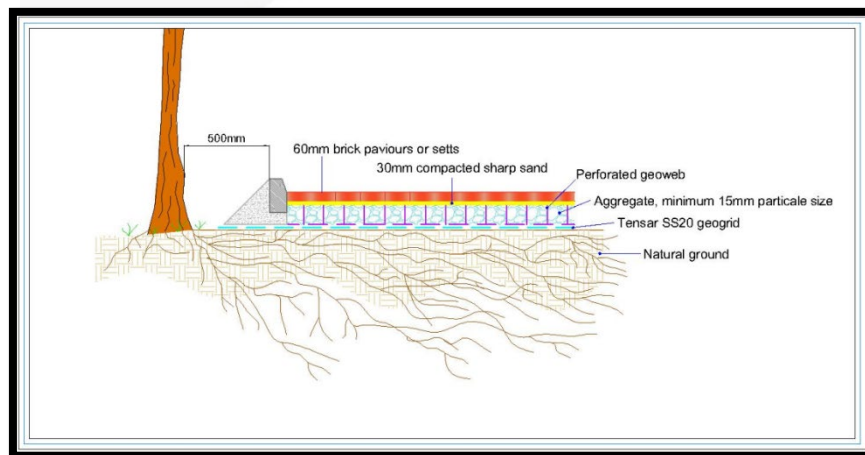 500mm
60mm brick paviours or setts
30mm compacted sharp sand
Perforated geoweb
Aggregate, minimum 15mm particale size
Tensar SS20 geogrid
Natural ground